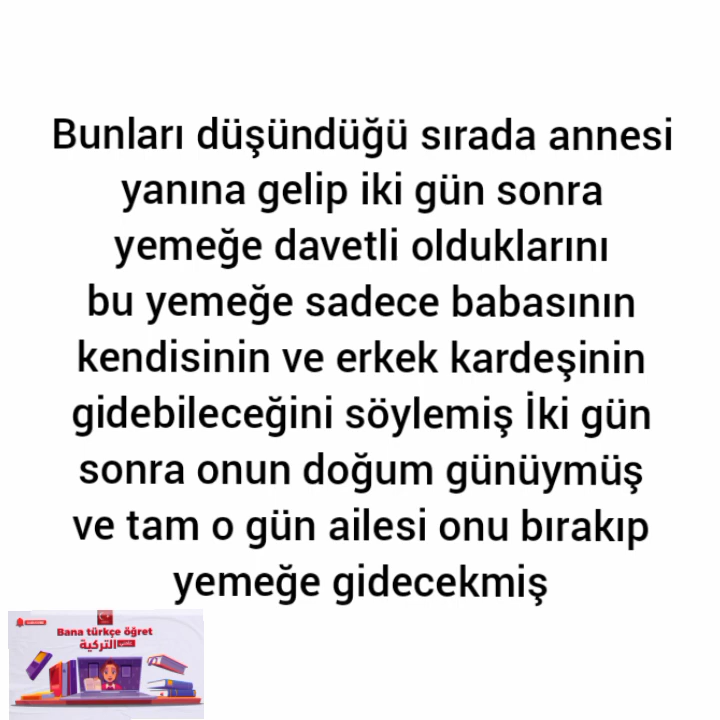 Bunları düşündüğü sırada annesi
yanına gelip iki gün sonra
yemeğe davetli olduklarını
bu yemeğe sadece babasının
kendisinin ve erkek kardeşinin
gidebileceğini söylemiş İki gün
sonra onun doğum günüymüş
ve tam o gün ailesi onu bırakıp
yemeğe gidecekmiş
Bana türkçe öğret
التركية